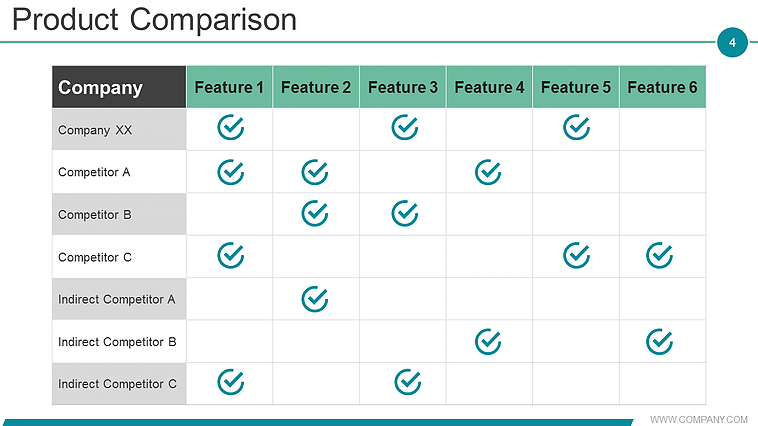 Product Comparison
4
Company Feature 1 Feature 2 Feature 3 Feature 4 Feature 5 Feature 6
Company XX
Competitor A
Competitor B
Competitor C
Indirect Competitor A
Indirect Competitor B
Indirect Competitor C
WWW.COMPANY.COM